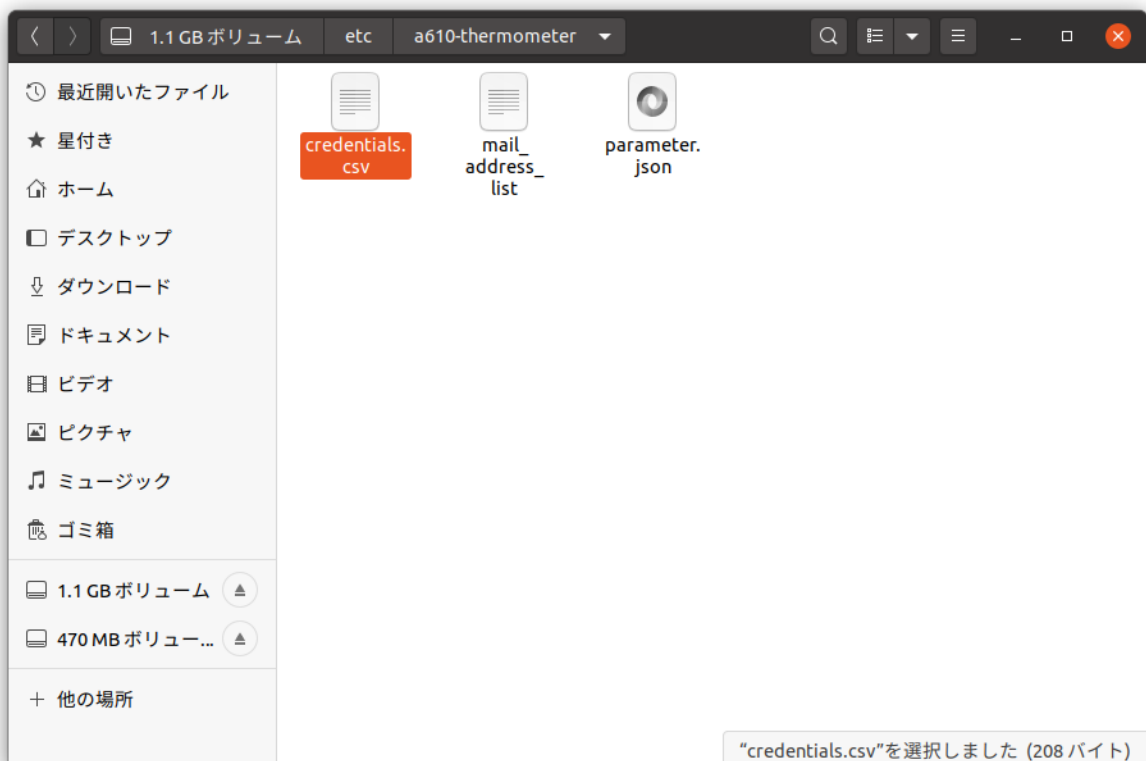 1.1 GB ボリューム etc a610-thermometer
最近開いたファイル
星付き
ホーム
デスクトップ
ダウンロード
ドキュメント
ビデオ
ピクチャ
ミュージック
ゴミ箱
1.1 GB ボリューム
470 MB ボリュー...
他の場所
credentials.
csv
mail_
address_
list
parameter.
json
“credentials.csv”を選択しました (208 バイト)